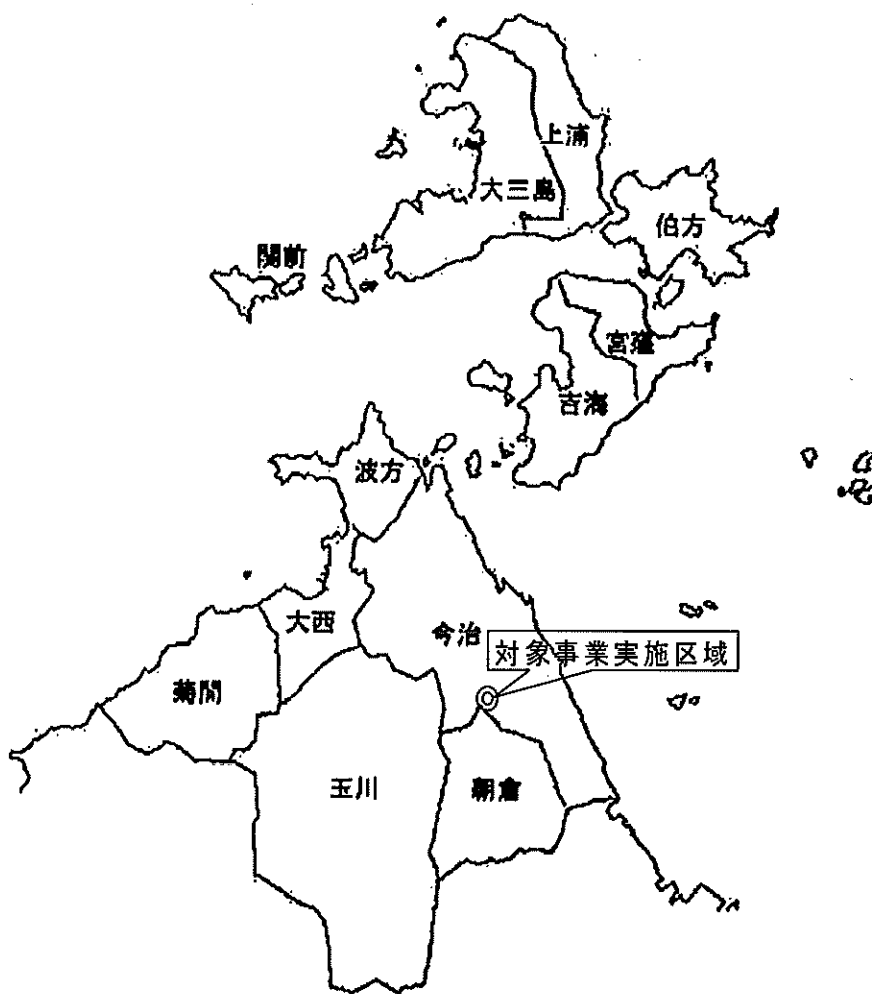 上浦
大三島
伯方
関前
宮窪
吉海
波方
大西
今治
対象事業実施区域
菊間
玉川
朝倉